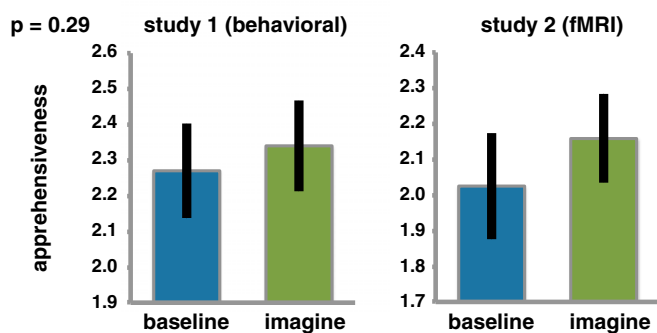 p = 0.29
study 1 (behavioral)
study 2 (fMRI)
apprehensiveness
2.6
2.5
2.4
2.3
2.2
2.1
2.0
1.9
baseline imagine
2.4
2.3
2.2
2.1
2.0
1.9
1.8
1.7
baseline imagine